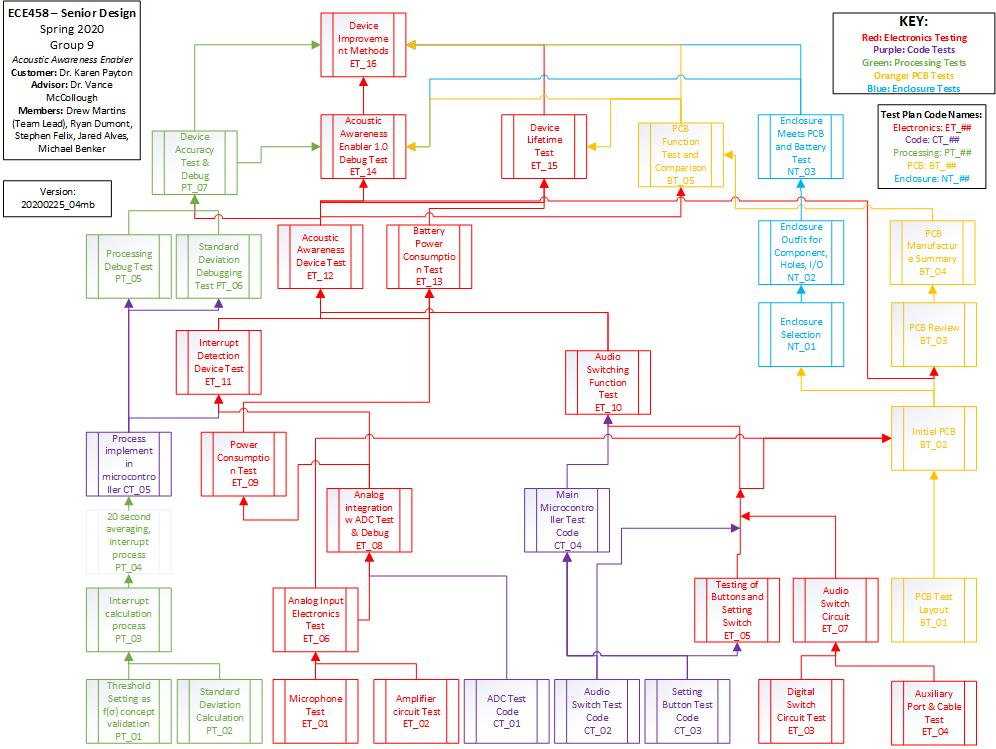 ECE458 – Senior Design
Spring 2020
Group 9
Acoustic Awareness Enabler
Customer: Dr. Karen Payton
Advisor: Dr. Vance
McCollough
Members: Drew Martins
(Team Lead), Ryan Dumont,
Stephen Felix, Jared Alves,
Michael Benker
Version:
20200225_04mb
KEY:
Red: Electronics Testing
Purple: Code Tests
Green: Processing Tests
Orange: PCB Tests
Blue: Enclosure Tests
Test Plan Code Names:
Electronics: ET_##
Code: CT_##
Processing: PT_##
PCB: BT_##
Enclosure: NT_##
Device
Improveme
nt Methods
ET_16
Device
Accuracy
Test &
Debug
PT_07
Acoustic
Awareness
Enabler 1.0
Debug Test
ET_14
Device
Lifetime
Test
ET_15
PCB
Function
Test and
Comparison
BT_05
Enclosure
Meets PCB
and Battery
Test
NT_03
Processing
Debug Test
PT_05
Standard
Deviation
Debugging
Test PT_06
Acoustic
Awareness
Device Test
ET_12
Battery
Power
Consumptio
n Test
ET_13
Enclosure
Outfit for
Component,
Holes, I/O
NT_02
PCB
Manufactur
e Summary
BT_04
Enclosure
Selection
NT_01
PCB Review
BT_03
Interrupt
Detection
Device Test
ET_11
Audio
Switching
Function
Test
ET_10
Process
implement
in
microcontro
ller CT_05
Power
Consumptio
n Test
ET_09
Initial PCB
BT_02
Analog
integration
w ADC Test
& Debug
ET_08
Main
Microcontro
ller Test
Code
CT_04
20 second
averaging,
interrupt
process
PT_04
Interrupt
calculation
process
PT_03
Analog Input
Electronics
Test
ET_06
Testing of
Buttons and
Setting
Switch
ET_05
Audio
Switch
Circuit
ET_07
PCB Test
Layout
BT_01
Threshold
Setting as
f(σ) concept
validation
PT_01
Standard
Deviation
Calculation
PT_02
Microphone
Test
ET_01
Amplifier
circuit Test
ET_02
ADC Test
Code
CT_01
Audio
Switch Test
Code
CT_02
Setting
Button Test
Code
CT_03
Digital
Switch
Circuit Test
ET_03
Auxiliary
Port & Cable
Test
ET_04